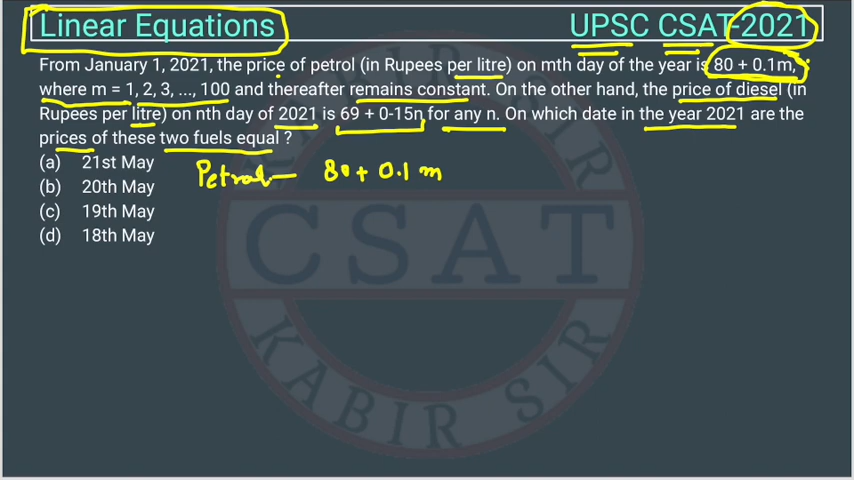 Linear Equations
UPSC CSAT-2021
From January 1, 2021, the price of petrol (in Rupees per litre) on mth day of the year is 80 + 0.1m,
where m = 1, 2, 3, ..., 100 and thereafter remains constant. On the other hand, the price of diesel (in
Rupees per litre) on nth day of 2021 is 69 + 0-15n for any n. On which date in the year 2021 are the
prices of these two fuels equal ?
(a) 21st May
Petrol — 80 + 0.1 m
(b) 20th May
(c) 19th May
(d) 18th May
KABIR SIR
CSAT
KABIR SIR